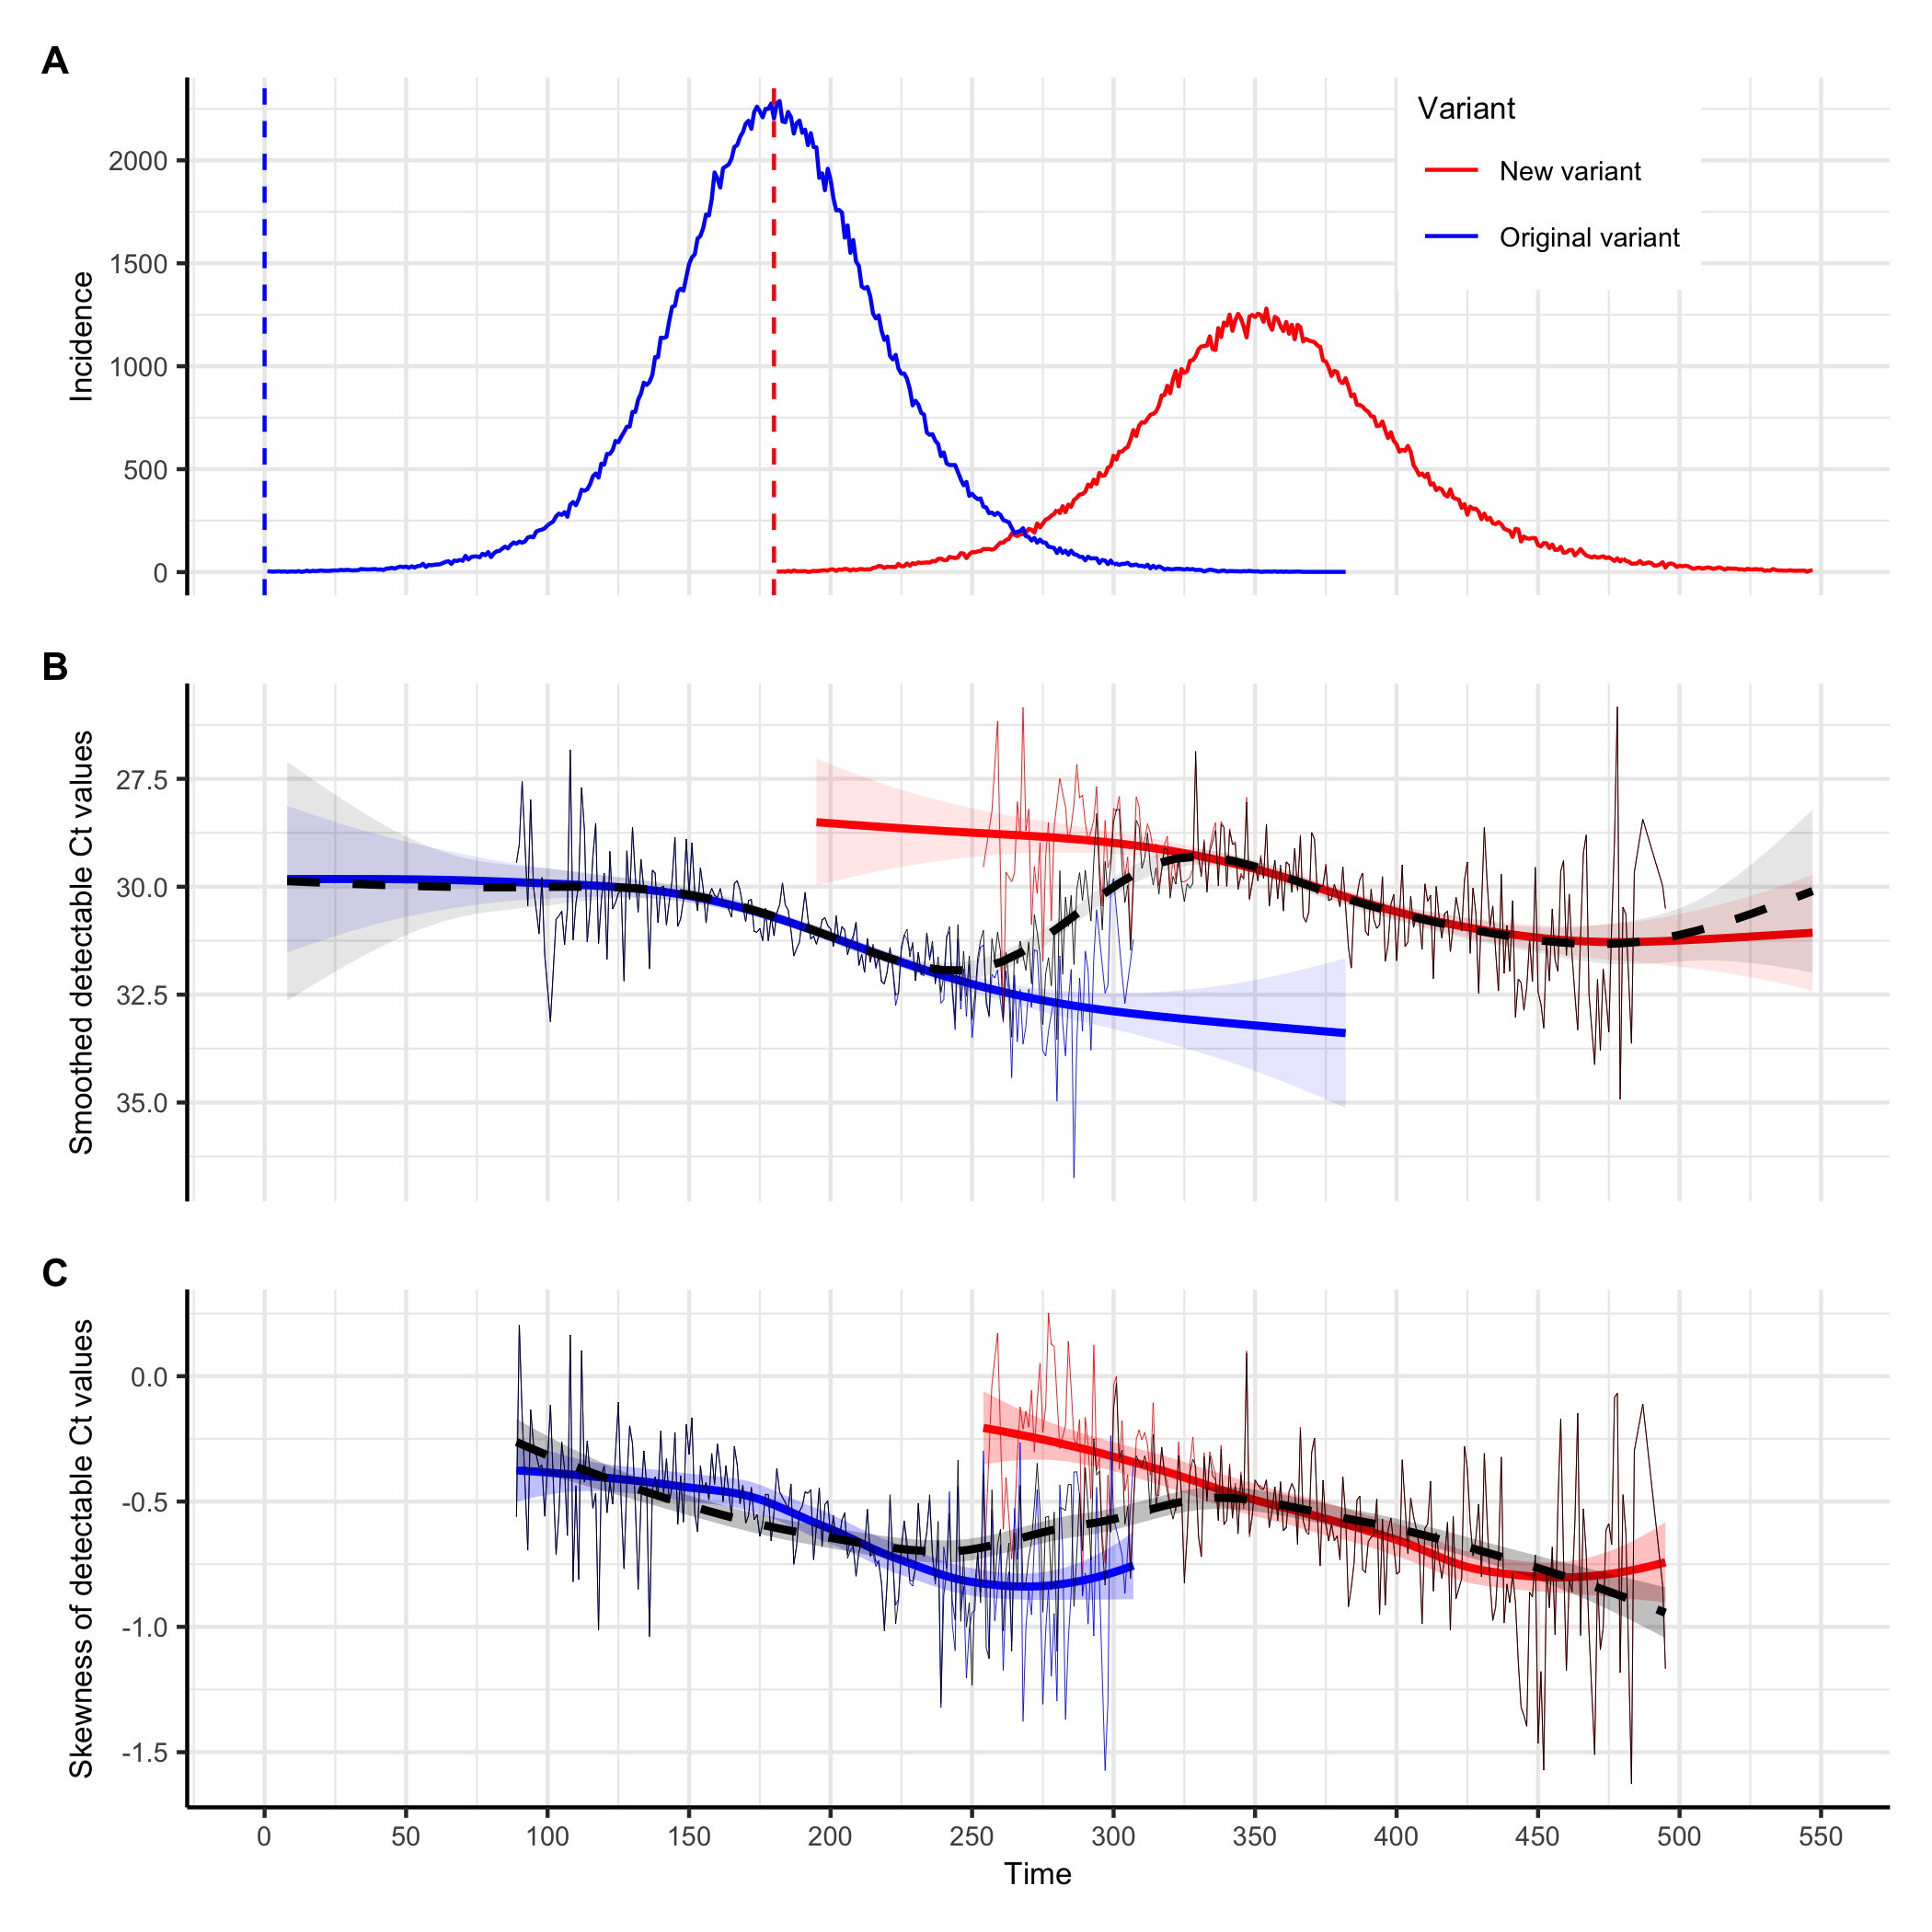 A
Incidence
2000
1500
1000
500
0
Variant
New variant
Original variant
B
Smoothed detectable Ct values
27.5
30.0
32.5
35.0
C
Skewness of detectable Ct values
0.0
-0.5
-1.0
-1.5
0 50 100 150 200 250 300 350 400 450 500 550
Time